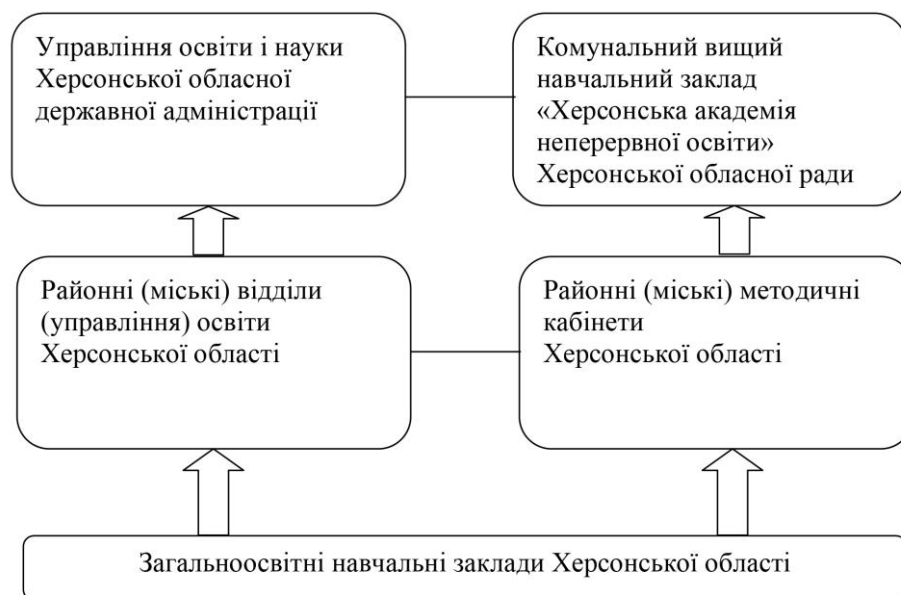 Управління освіти і науки
Херсонської обласної
державної адміністрації
Комунальний вищий
навчальний заклад
«Херсонська академія
неперервної освіти»
Херсонської обласної ради
Районні (міські) відділи
(управління) освіти
Херсонської області
Районні (міські) методичні
кабінети
Херсонської області
Загальноосвітні навчальні заклади Херсонської області